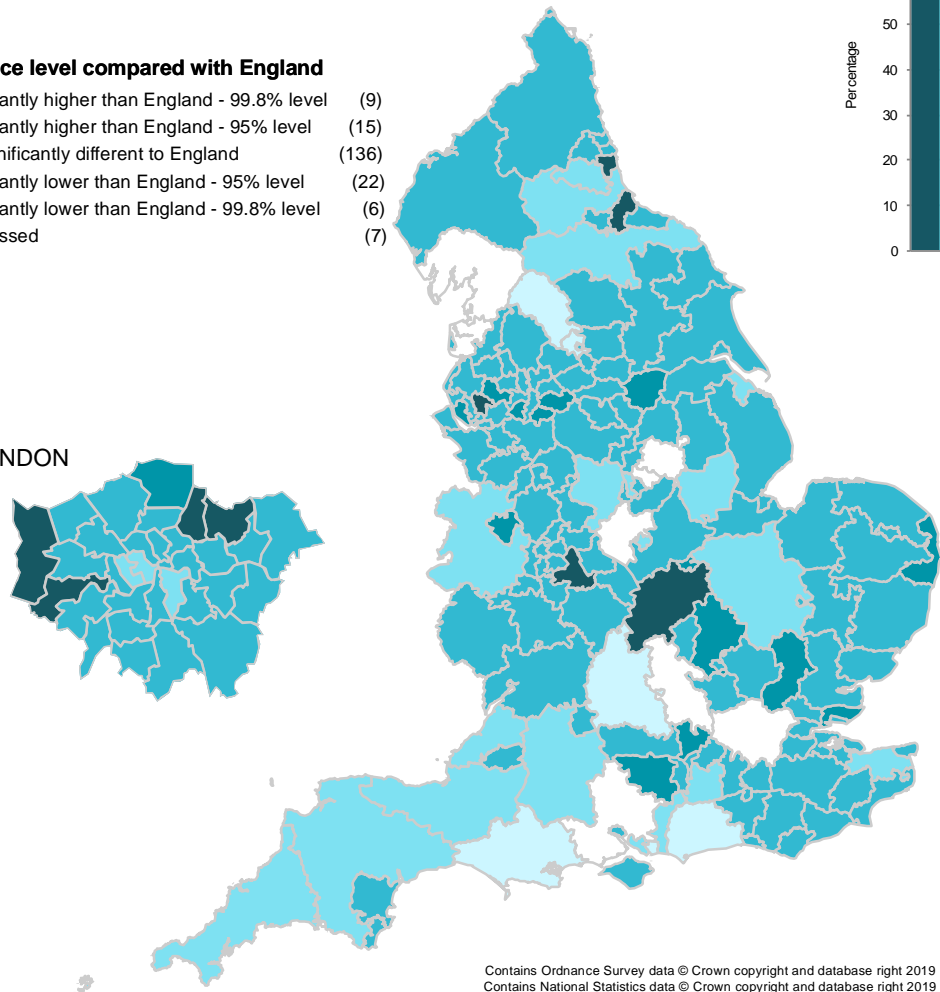 ce level compared with England
antly higher than England - 99.8% level (9)
antly higher than England - 95% level (15)
nificantly different to England (136)
antly lower than England - 95% level (22)
antly lower than England - 99.8% level (6)
ssed (7)
Percentage
50
40
30
20
10
0
NDON
Contains Ordnance Survey data © Crown copyright and database right 2019
Contains National Statistics data © Crown copyright and database right 2019